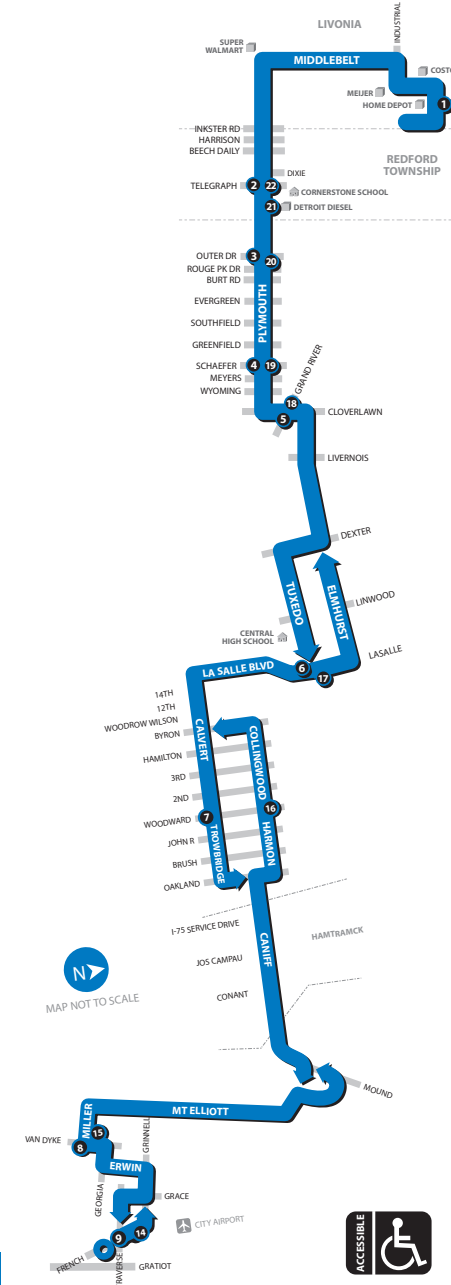 LIVONIA
INDUSTRIAL
SUPER
WALMART
MIDDLEBELT
MEIJER
HOME DEPOT
1
INKSTER RD
HARRISON
BEECH DAILY
REDFORD
TOWNSHIP
DIXIE
TELEGRAPH
2
22
CORNERSTONE SCHOOL
21
DETROIT DIESEL
OUTER DR
3
20
ROUGE PK DR
BURT RD
EVERGREEN
PLYMOUTH
SOUTHFIELD
GREENFIELD
SCHAEFER
4
19
MEYERS
WYOMING
GRAND RIVER
18
5
CLOVERLAWN
LIVERNOIS
DEXTER
TUXEDO
ELMHURST
LINWOOD
CENTRAL
HIGH SCHOOL
LASALLE
6
17
LA SALLE BLVD
14TH
12TH
WOODROW WILSON
BYRON
CALVERT
COLLINGWOOD
HAMILTON
3RD
2ND
WOODWARD
7
16
TROWBRIDGE
HARMON
JOHN R
BRUSH
OAKLAND
I-75 SERVICE DRIVE
HAMTRAMCK
CANIFF
JOS CAMPAU
CONANT
N
MAP NOT TO SCALE
MOUND
MT ELLIOTT
MILLER
VAN DYKE
15
8
GRINNELL
ERWIN
GEORGIA
GRACE
CITY AIRPORT
9
14
FRENCH
GRATIOT
ACCESSIBLE